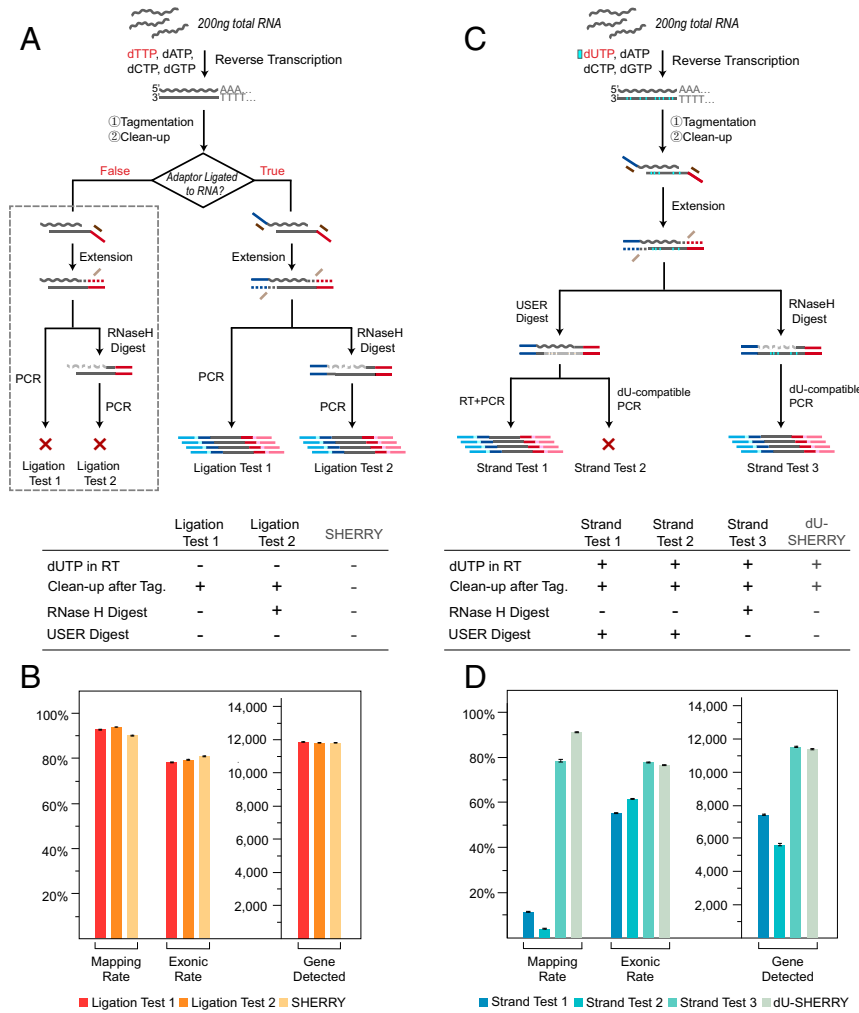 A
200ng total RNA
dTTP, dATP,
dCTP, dGTP
Reverse Transcription
5'
AAA...
3'
TTTT...
①Tagmentation
②Clean-up
False
Adaptor Ligated
to RNA?
True
Extension
Extension
PCR
RNaseH
Digest
PCR
PCR
RNaseH
Digest
PCR
Ligation
Test 1
Ligation
Test 2
Ligation Test 1
Ligation Test 2
Ligation
Test 1
Ligation
Test 2
SHERRY
dUTP in RT - - -
Clean-up after Tag. + + -
RNase H Digest - + -
USER Digest - - -
B
100%
80%
60%
40%
20%
14,000
12,000
10,000
8,000
6,000
4,000
2,000
Mapping
Rate
Exonic
Rate
Gene
Detected
Ligation Test 1 Ligation Test 2 SHERRY
C
200ng total RNA
dUTP, dATP
dCTP, dGTP
Reverse Transcription
5'
AAA...
3'
TTTT...
①Tagmentation
②Clean-up
Extension
USER
Digest
RNaseH
Digest
RT+PCR
dU-compatible
PCR
dU-compatible
PCR
Strand Test 1
Strand Test 2
Strand Test 3
Strand
Test 1
Strand
Test 2
Strand
Test 3
dU-
SHERRY
dUTP in RT + + + +
Clean-up after Tag. + + + +
RNase H Digest - - + -
USER Digest + + - -
D
100%
80%
60%
40%
20%
14,000
12,000
10,000
8,000
6,000
4,000
2,000
Mapping
Rate
Exonic
Rate
Gene
Detected
Strand Test 1 Strand Test 2 Strand Test 3 dU-SHERRY